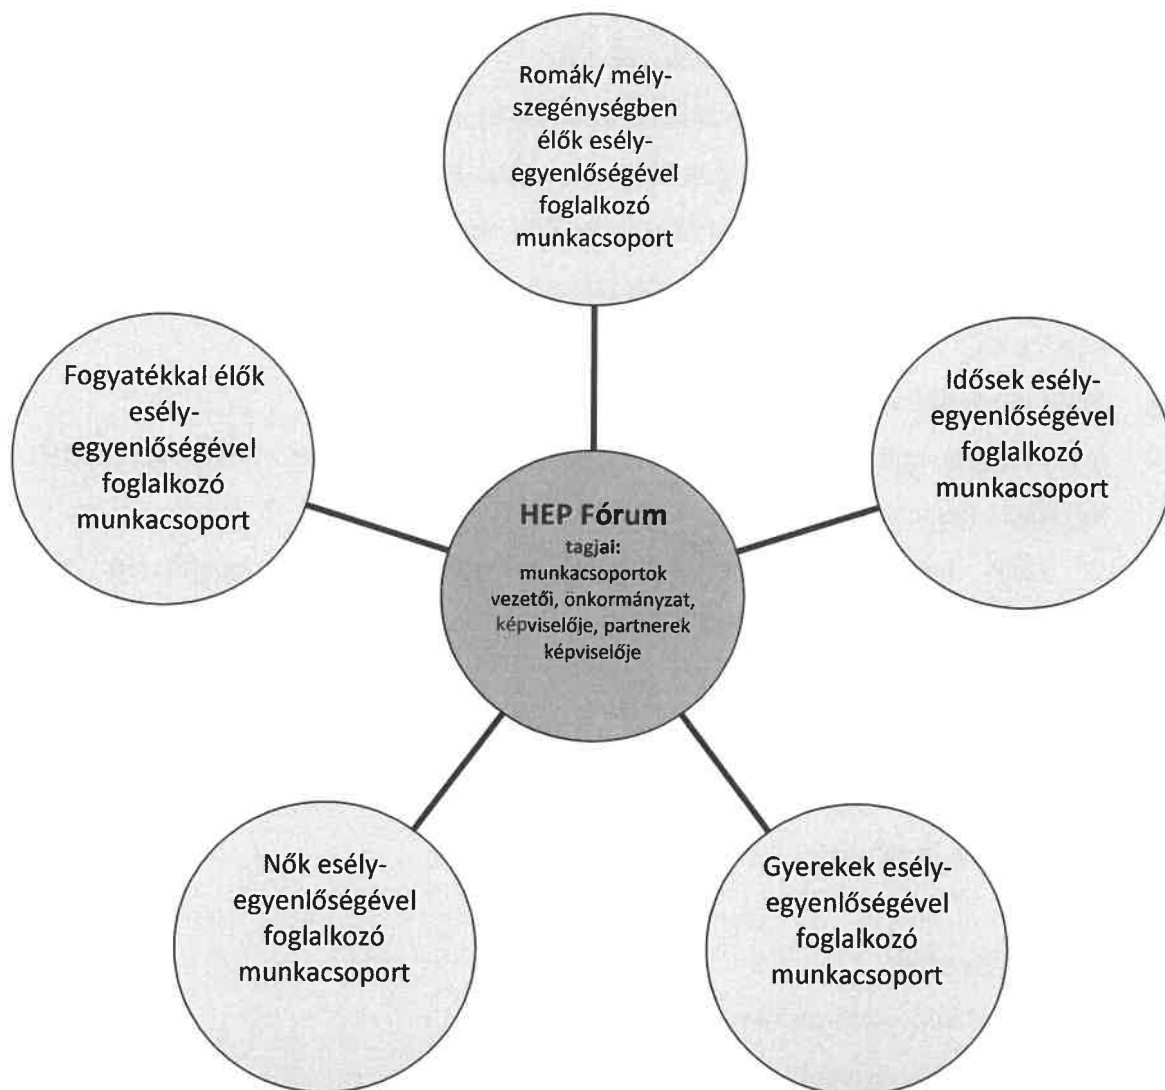 Romák/ mély-
szegénységben
élők esély-
egyenlőségével
foglalkozó
munkacsoport
Fogyatékkal élők
esély-
egyenlőségével
foglalkozó
munkacsoport
Idősek esély-
egyenlőségével
foglalkozó
munkacsoport
HEP Fórum
tagjai:
munkacsoportok
vezetői, önkormányzat,
képviselője, partnerek
képviselője
Nők esély-
egyenlőségével
foglalkozó
munkacsoport
Gyerekek esély-
egyenlőségével
foglalkozó
munkacsoport